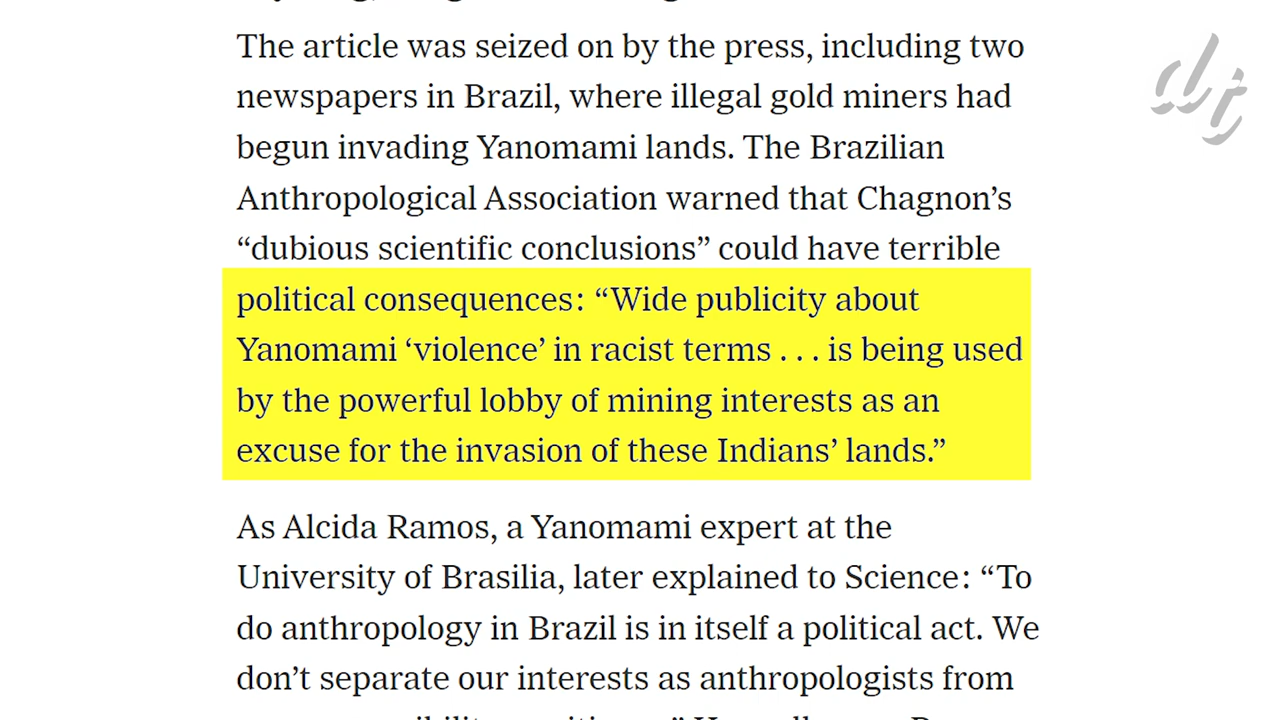 The article was seized on by the press, including two
newspapers in Brazil, where illegal gold miners had
begun invading Yanomami lands. The Brazilian
Anthropological Association warned that Chagnon’s
“dubious scientific conclusions” could have terrible
political consequences: “Wide publicity about
Yanomami ‘violence’ in racist terms . . . is being used
by the powerful lobby of mining interests as an
excuse for the invasion of these Indians’ lands.”
As Alcida Ramos, a Yanomami expert at the
University of Brasilia, later explained to Science: “To
do anthropology in Brazil is in itself a political act. We
don’t separate our interests as anthropologists from
dt